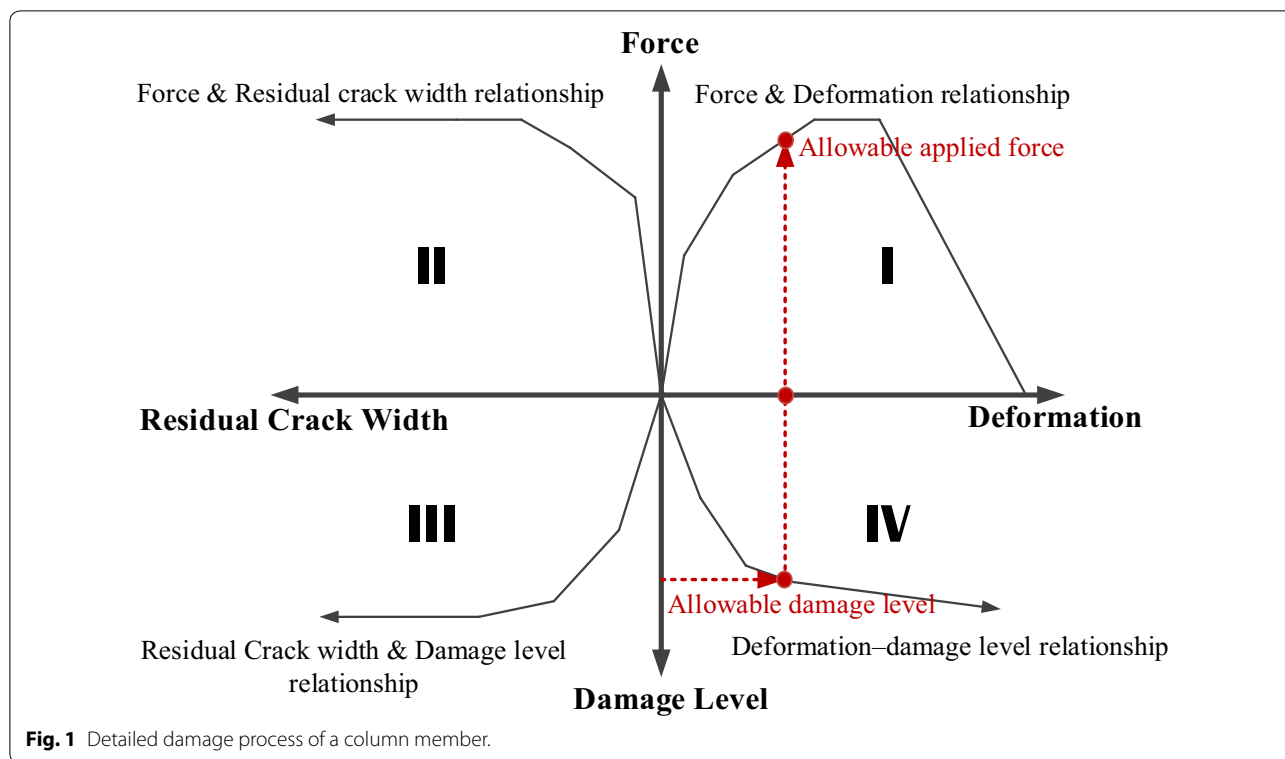 Force
Force & Residual crack width relationship
Force & Deformation relationship
Allowable applied force
II
I
Residual Crack Width
Deformation
III
IV
Allowable damage level
Residual Crack width & Damage level
relationship
Deformation–damage level relationship
Damage Level
Fig. 1 Detailed damage process of a column member.